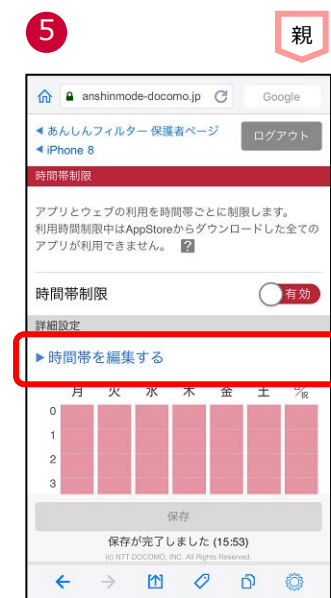 5
親
anshinmode-docomo.jp
Google
◀ あんしんフィルター 保護者ページ
ログアウト
◀ iPhone 8
時間帯制限
アプリとウェブの利用を時間帯ごとに制限します。
利用時間制限中はAppStoreからダウンロードした全ての
アプリが利用できません。 ?
時間帯制限
有効
詳細設定
▶時間帯を編集する
月 火 水 木 金 土 日/祝
0
1
2
3
保存
保存が完了しました (15:53)
(c) NTT DOCOMO, INC. All Rights Reserved.